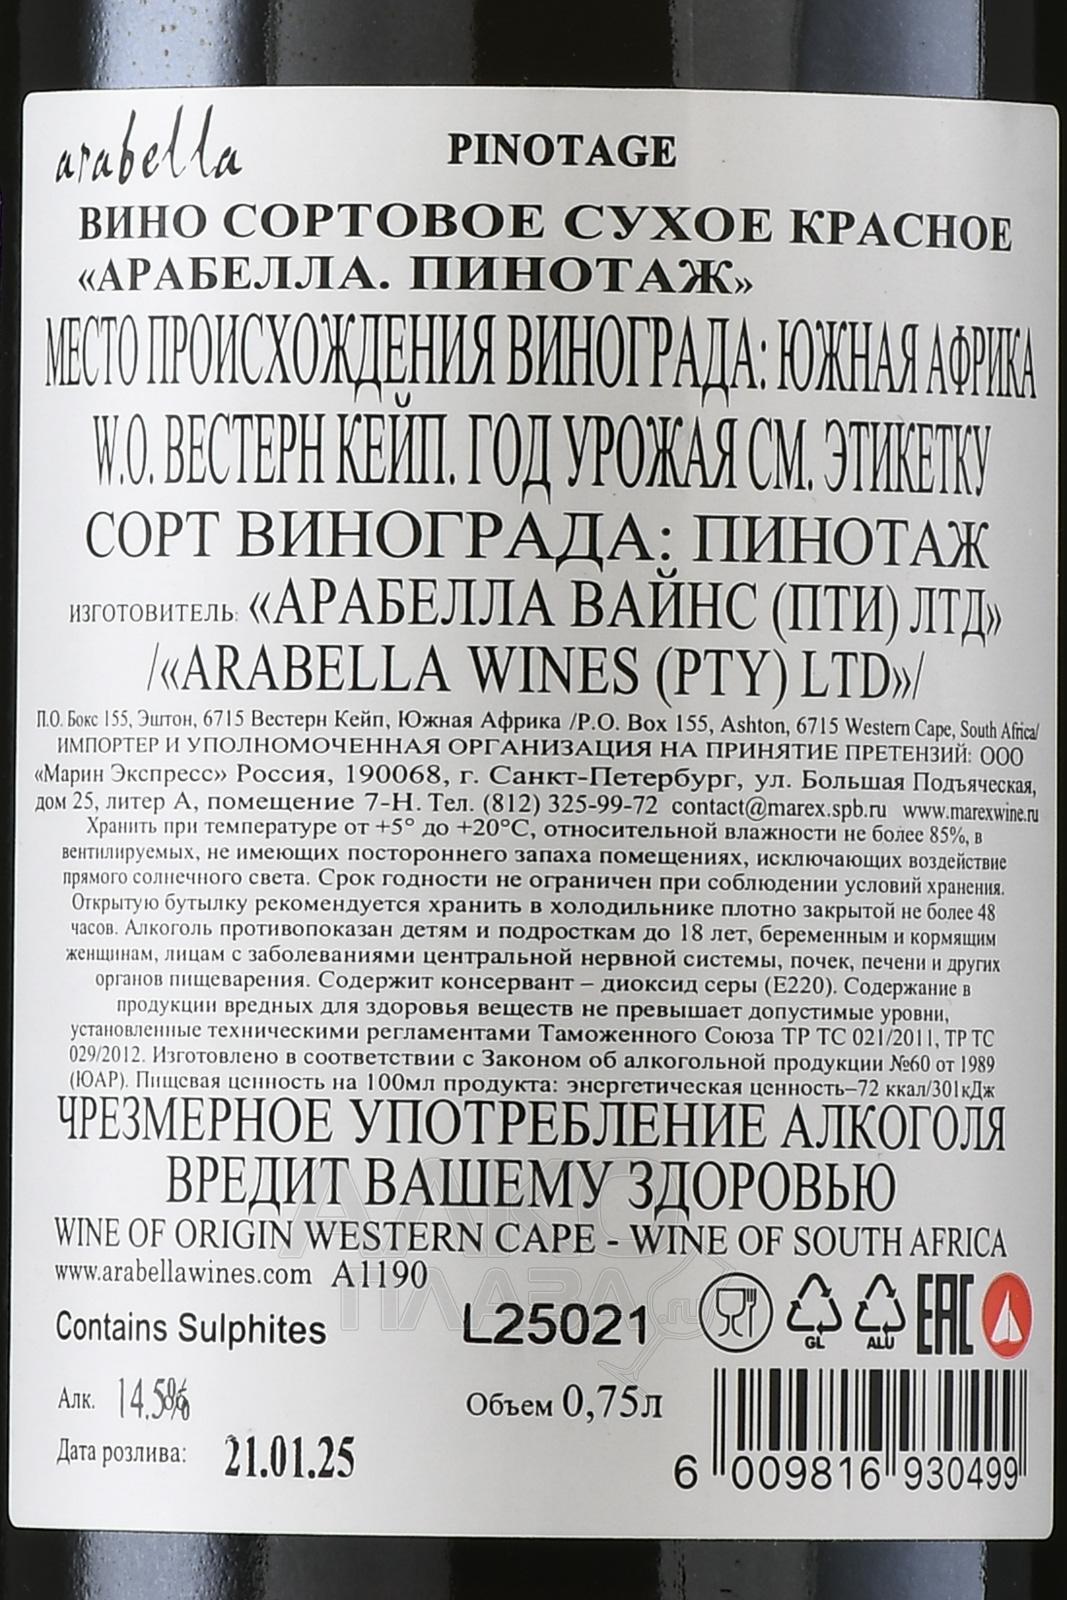 arabella PINOTAGE
ВИНО СОРТОВОЕ СУХОЕ КРАСНОЕ
«АРАБЕЛЛА. ПИНОТАЖ»
МЕСТО ПРОИСХОЖДЕНИЯ ВИНОГРАДА: ЮЖНАЯ АФРИКА
W.O. ВЕСТЕРН КЕЙП. ГОД УРОЖАЯ СМ. ЭТИКЕТКУ
СОРТ ВИНОГРАДА: ПИНОТАЖ
ИЗГОТОВИТЕЛЬ: «АРАБЕЛЛА ВАЙНС (ПТИ) ЛТД»
/«ARABELLA WINES (PTY) LTD»/
П.О. Бокс 155, Эштон, 6715 Вестерн Кейп, Южная Африка /P.O. Box 155, Ashton, 6715 Western Cape, South Africa/
ИМПОРТЕР И УПОЛНОМОЧЕННАЯ ОРГАНИЗАЦИЯ НА ПРИНЯТИЕ ПРЕТЕНЗИЙ: ООО
«Марин Экспресс» Россия, 190068, г. Санкт-Петербург, ул. Большая Подъяческая,
дом 25, литер А, помещение 7-Н. Тел. (812) 325-99-72 contact@marex.spb.ru www.marexwine.ru
Хранить при температуре от +5° до +20°С, относительной влажности не более 85%, в
вентилируемых, не имеющих постороннего запаха помещениях, исключающих воздействие
прямого солнечного света. Срок годности не ограничен при соблюдении условий хранения.
Открытую бутылку рекомендуется хранить в холодильнике плотно закрытой не более 48
часов. Алкоголь противопоказан детям и подросткам до 18 лет, беременным и кормящим
женщинам, лицам с заболеваниями центральной нервной системы, почек, печени и других
органов пищеварения. Содержит консервант – диоксид серы (Е220). Содержание в
продукции вредных для здоровья веществ не превышает допустимые уровни,
установленные техническими регламентами Таможенного Союза ТР ТС 021/2011, ТР ТС
029/2012. Изготовлено в соответствии с Законом об алкогольной продукции №60 от 1989
(ЮАР). Пищевая ценность на 100мл продукта: энергетическая ценность–72 ккал/301кДж
ЧРЕЗМЕРНОЕ УПОТРЕБЛЕНИЕ АЛКОГОЛЯ
ВРЕДИТ ВАШЕМУ ЗДОРОВЬЮ
WINE OF ORIGIN WESTERN CAPE - WINE OF SOUTH AFRICA
www.arabellawines.com A1190
Contains Sulphites L25021
GL ALU EAC
Алк. 14.5% Объем 0,75л
Дата розлива: 21.01.25
6 009816 930499
АЛКО
ПЛАЗА.ru